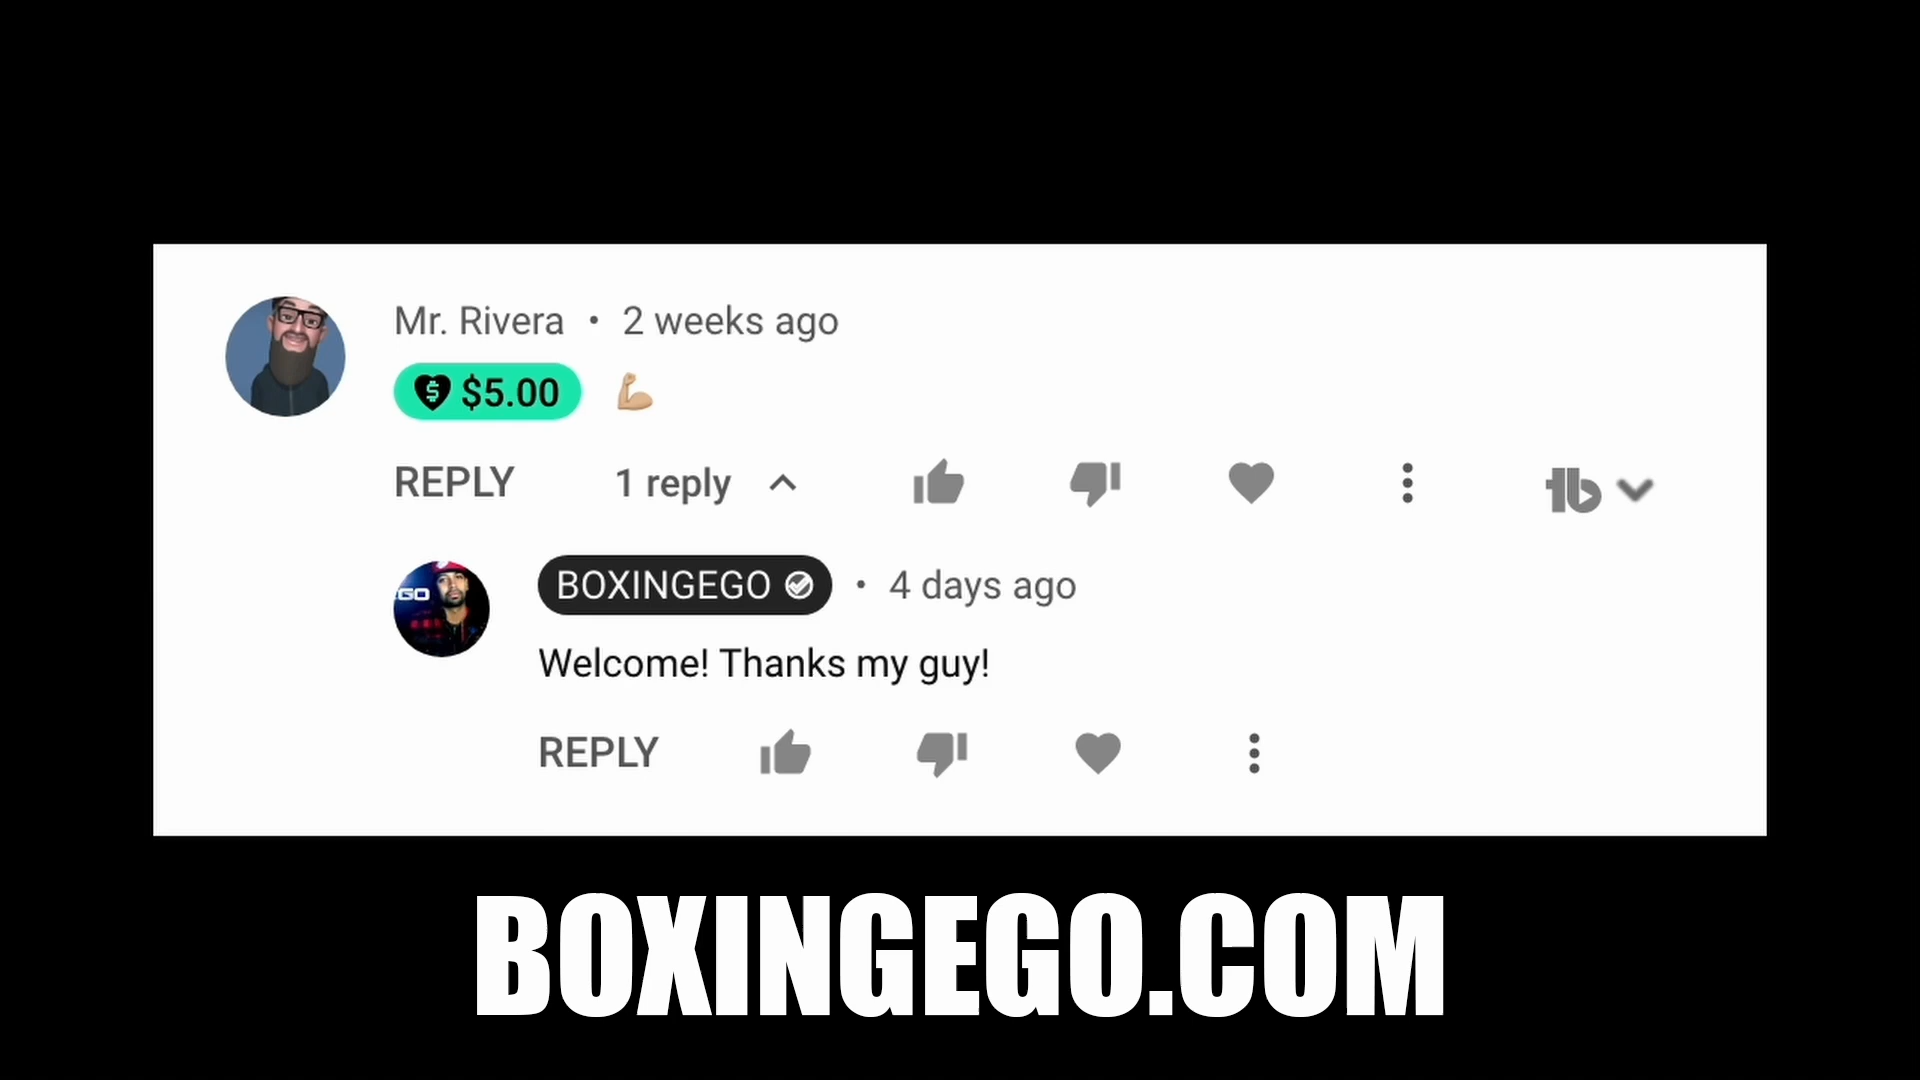 Mr. Rivera • 2 weeks ago
$5.00 💪🏼
REPLY 1 reply
GO BOXINGEGO • 4 days ago
Welcome! Thanks my guy!
REPLY
BOXINGEGO.COM